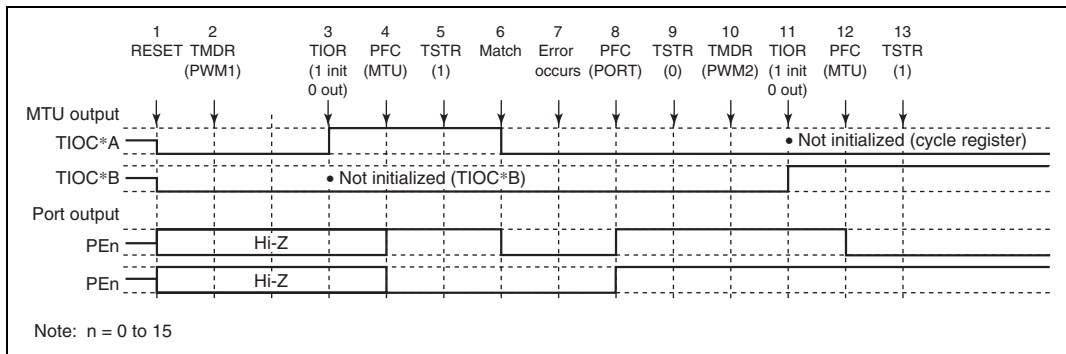 1 2 3 4 5 6 7 8 9 10 11 12 13
RESET TMDR TIOR PFC TSTR Match Error PFC TSTR TMDR TIOR PFC TSTR
(PWM1) (1 init (MTU) (1) occurs (PORT) (0) (PWM2) (1 init (MTU) (1)
0 out) 0 out)
MTU output
TIOC*A • Not initialized (cycle register)
TIOC*B • Not initialized (TIOC*B)
Port output
PEn Hi-Z
PEn Hi-Z
Note: n = 0 to 15